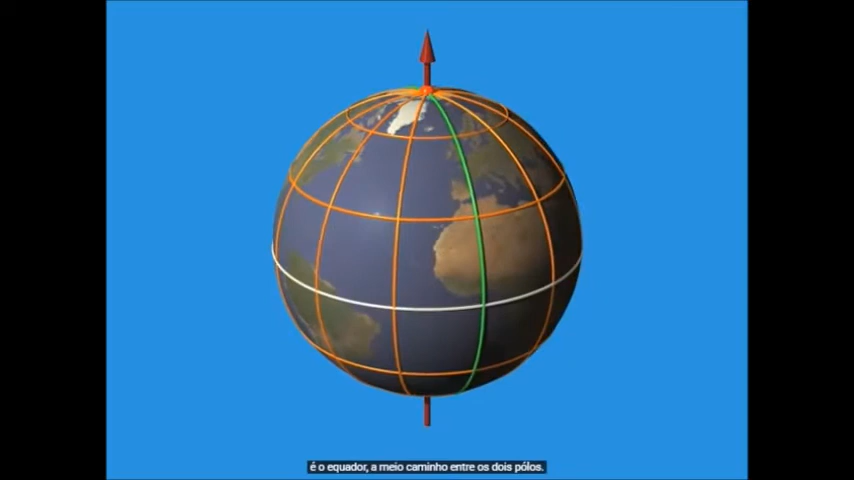 é o equador, a meio caminho entre os dois pólos.